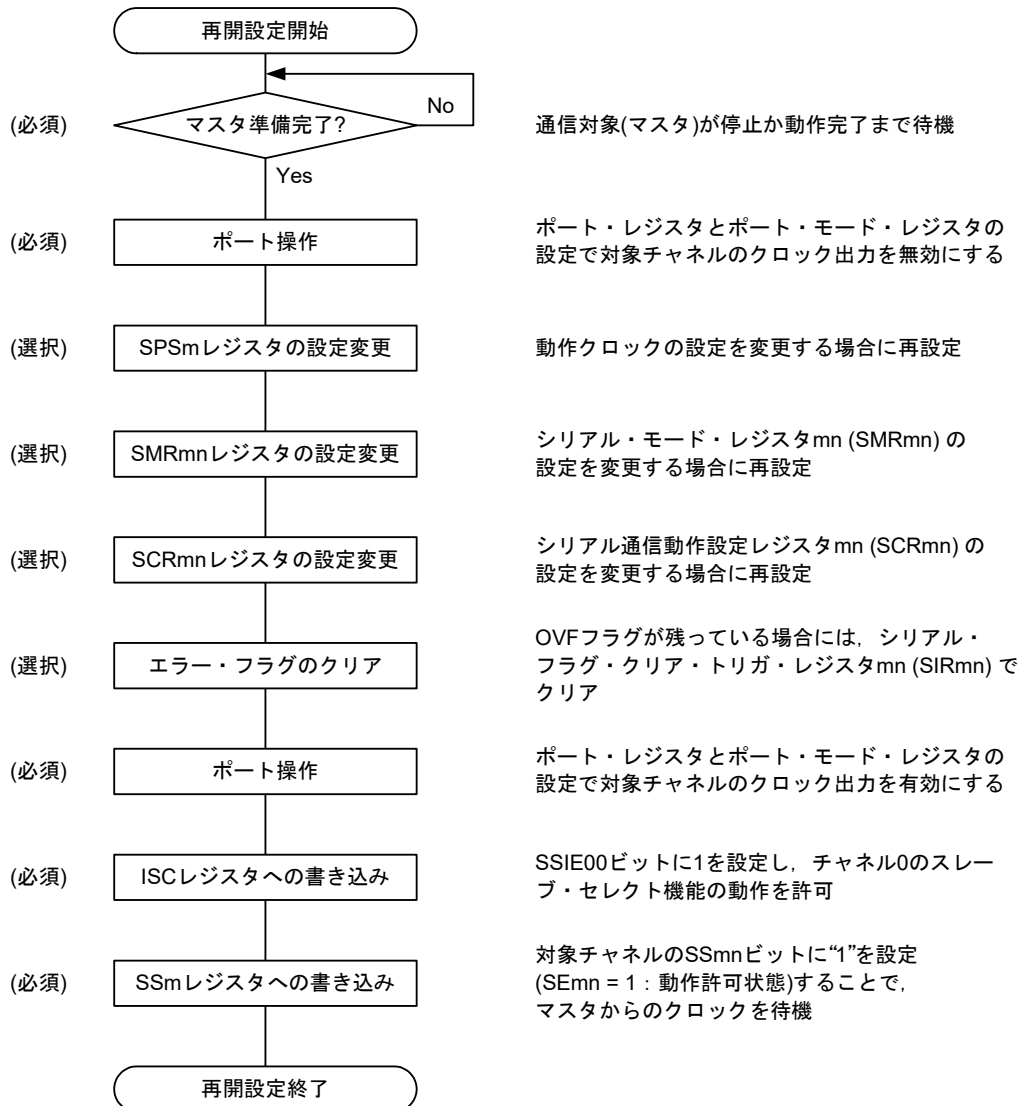 再開設定開始
No
(必須)
マスタ準備完了?
通信対象(マスタ)が停止か動作完了まで待機
Yes
(必須)
ポート操作
ポート・レジスタとポート・モード・レジスタの
設定で対象チャネルのクロック出力を無効にする
(選択)
SPSmレジスタの設定変更
動作クロックの設定を変更する場合に再設定
(選択)
SMRmnレジスタの設定変更
シリアル・モード・レジスタmn (SMRmn) の
設定を変更する場合に再設定
(選択)
SCRmnレジスタの設定変更
シリアル通信動作設定レジスタmn (SCRmn) の
設定を変更する場合に再設定
(選択)
エラー・フラグのクリア
OVFフラグが残っている場合には，シリアル・
フラグ・クリア・トリガ・レジスタmn (SIRmn) で
クリア
(必須)
ポート操作
ポート・レジスタとポート・モード・レジスタの
設定で対象チャネルのクロック出力を有効にする
(必須)
ISCレジスタへの書き込み
SSIE00ビットに1を設定し，チャネル0のスレー
ブ・セレクト機能の動作を許可
(必須)
SSmレジスタへの書き込み
対象チャネルのSSmnビットに“1”を設定
(SEmn = 1：動作許可状態)することで，
マスタからのクロックを待機
再開設定終了